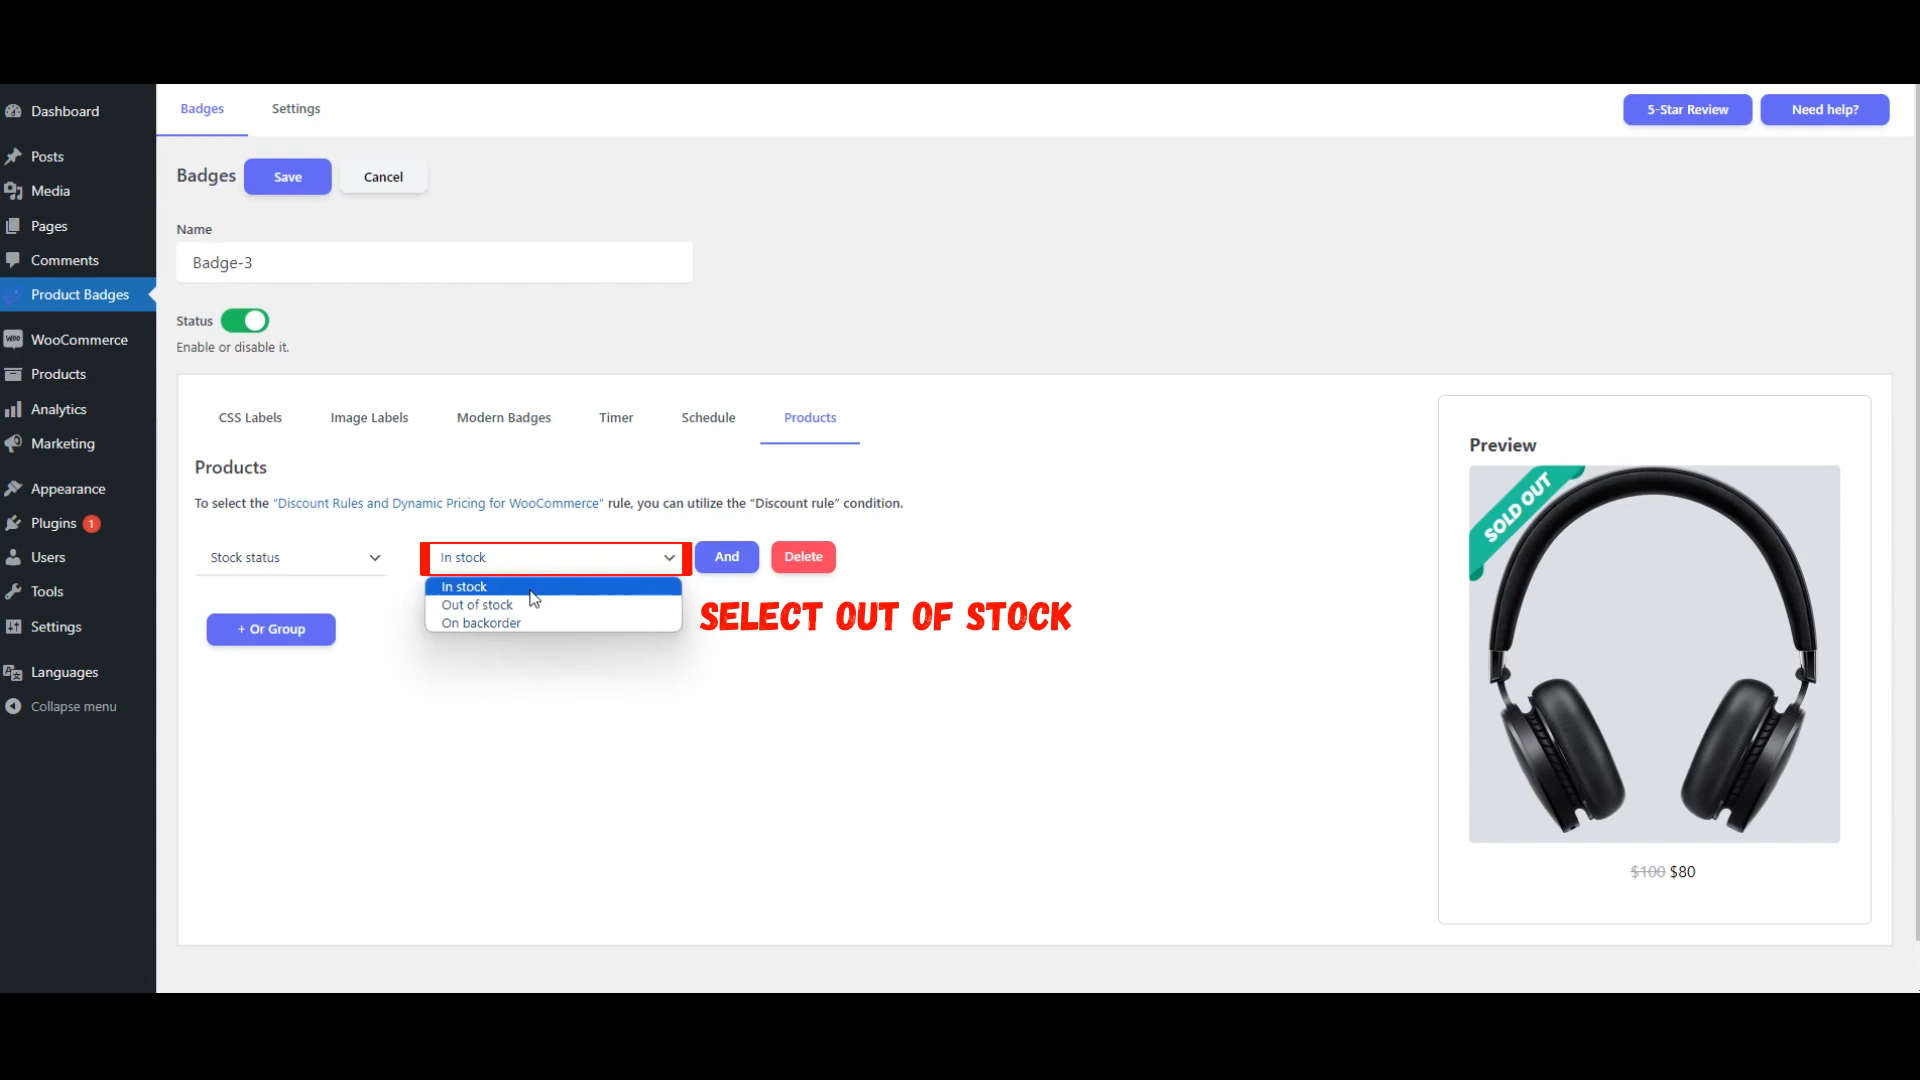 Dashboard
Posts
Media
Pages
Comments
Product Badges
WooCommerce
Products
Analytics
Marketing
Appearance
Plugins 1
Users
Tools
Settings
Languages
Collapse menu
Badges Settings
5-Star Review Need help?
Badges Save Cancel
Name
Badge-3
Status
Enable or disable it.
CSS Labels Image Labels Modern Badges Timer Schedule Products
Products
To select the “Discount Rules and Dynamic Pricing for WooCommerce” rule, you can utilize the “Discount rule” condition.
Stock status In stock And Delete
In stock
Out of stock
On backorder
+ Or Group
SELECT OUT OF STOCK
Preview
SOLD OUT
$100 $80